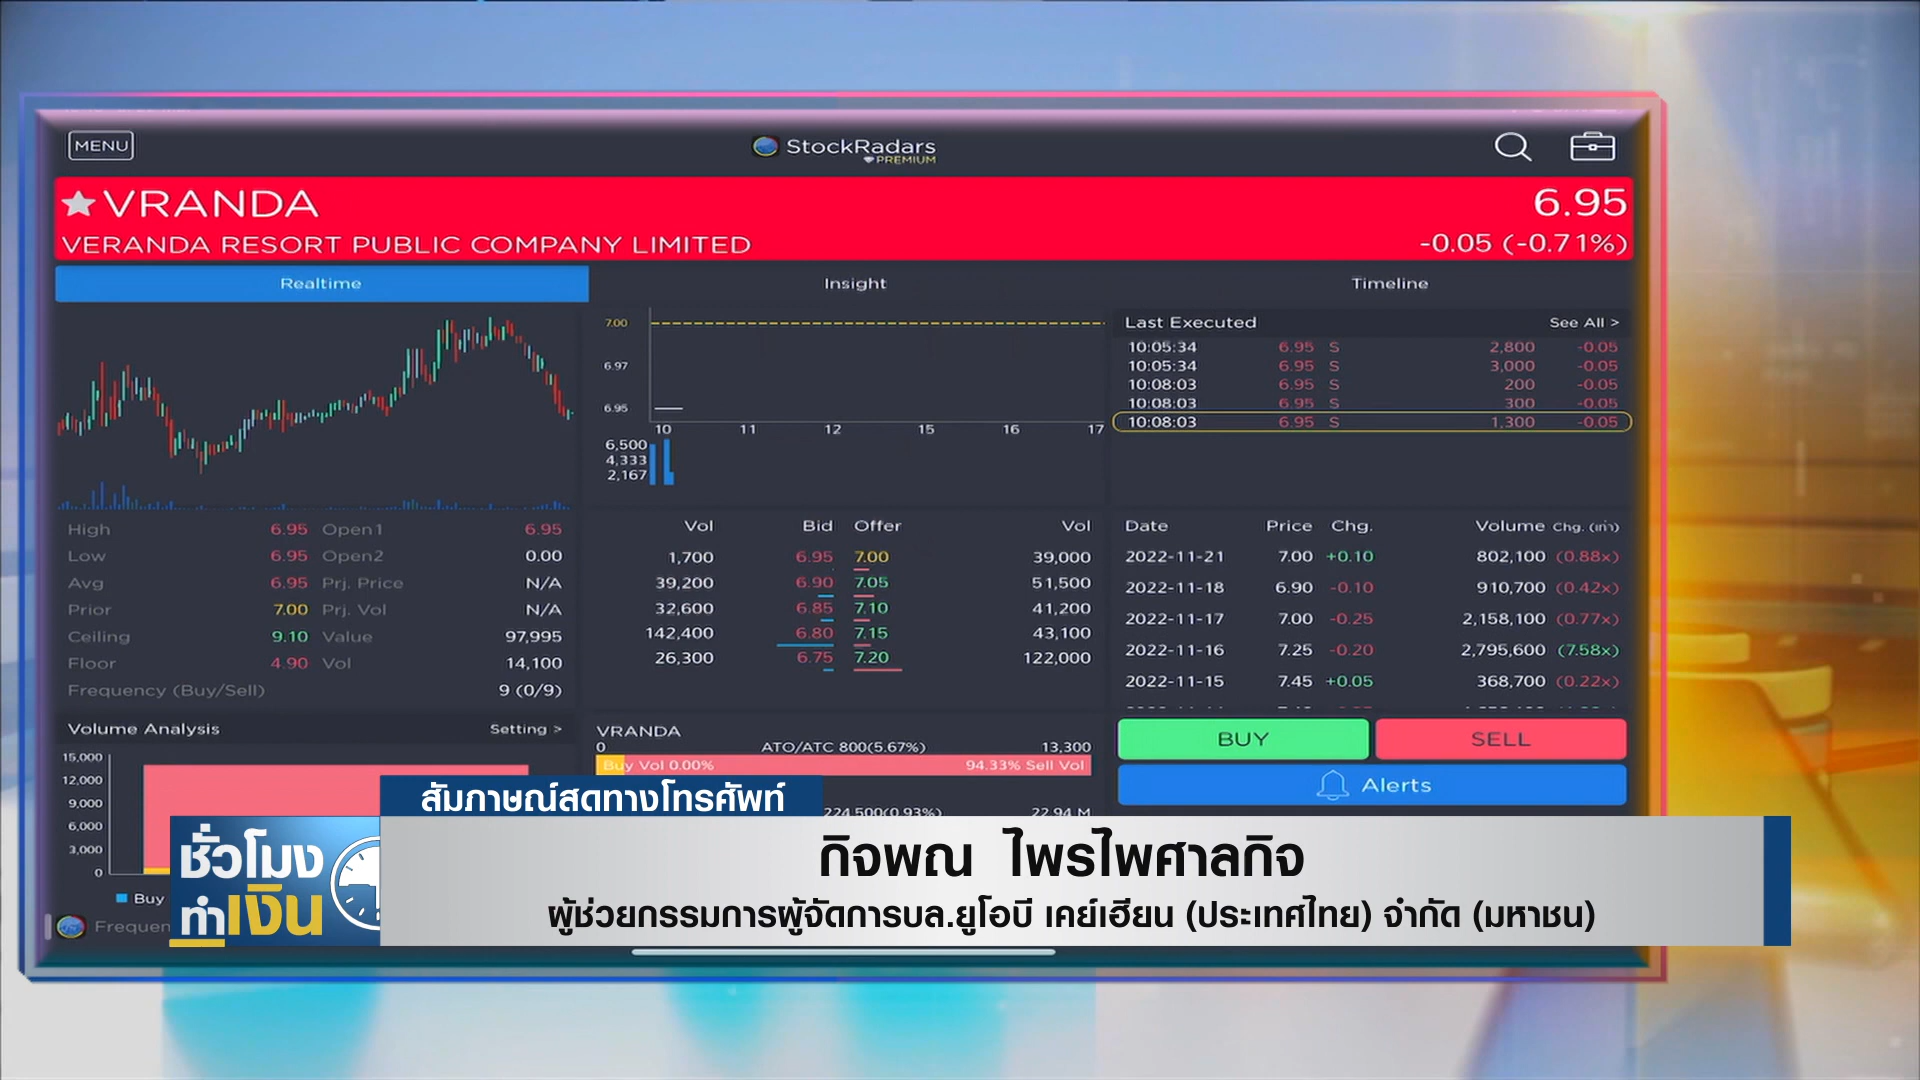 MENU
StockRadars
PREMIUM
VRANDA
6.95
VERANDA RESORT PUBLIC COMPANY LIMITED
-0.05 (-0.71%)
Realtime
Insight
Timeline
7.00
6.97
6.95
10 11 12 15 16 17
6,500
4,333
2,167
Last Executed See All >
10:05:34 6.95 S 2,800 -0.05
10:05:34 6.95 S 3,000 -0.05
10:08:03 6.95 S 200 -0.05
10:08:03 6.95 S 300 -0.05
10:08:03 6.95 S 1,300 -0.05
High 6.95 Open1 6.95
Low 6.95 Open2 0.00
Avg 6.95 Prj. Price N/A
Prior 7.00 Prj. Vol N/A
Ceiling 9.10 Value 97,995
Floor 4.90 Vol 14,100
Frequency (Buy/Sell) 9 (0/9)
Vol Bid Offer Vol
1,700 6.95 7.00 39,000
39,200 6.90 7.05 51,500
32,600 6.85 7.10 41,200
142,400 6.80 7.15 43,100
26,300 6.75 7.20 122,000
Date Price Chg. Volume Chg. (เท่า)
2022-11-21 7.00 +0.10 802,100 (0.88x)
2022-11-18 6.90 -0.10 910,700 (0.42x)
2022-11-17 7.00 -0.25 2,158,100 (0.77x)
2022-11-16 7.25 -0.20 2,795,600 (7.58x)
2022-11-15 7.45 +0.05 368,700 (0.22x)
Volume Analysis Setting >
15,000
12,000
9,000
6,000
3,000
0
Buy
Frequen
VRANDA
0 ATO/ATC 800(5.67%) 13,300
Buy Vol 0.00% 94.33% Sell Vol
224,500(0.93%) 22.94 M
BUY
SELL
Alerts
สัมภาษณ์สดทางโทรศัพท์
ชั่วโมง
ทำเงิน
กิจพณ ไพรไพศาลกิจ
ผู้ช่วยกรรมการผู้จัดการบล.ยูโอบี เคย์เฮียน (ประเทศไทย) จำกัด (มหาชน)